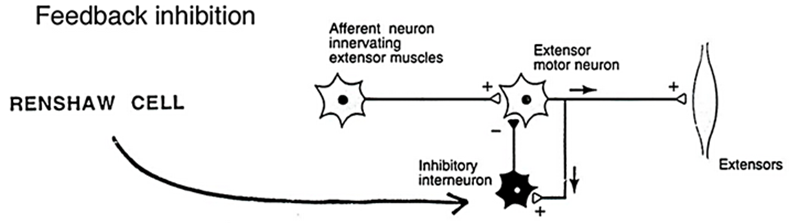 Feedback inhibition
Afferent neuron
innervating
extensor muscles
Extensor
motor neuron
+
+
RENSHAW CELL
−
Inhibitory
interneuron
Extensors
+